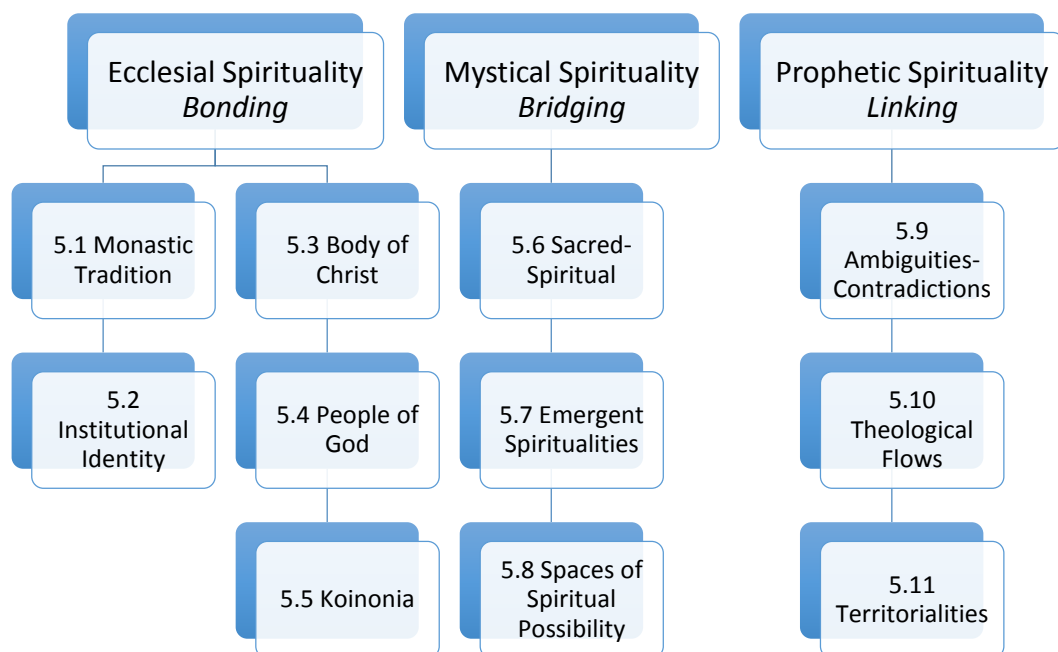 Ecclesial Spirituality
Bonding
Mystical Spirituality
Bridging
Prophetic Spirituality
Linking
5.1 Monastic
Tradition
5.2
Institutional
Identity
5.3 Body of
Christ
5.4 People of
God
5.5 Koinonia
5.6 Sacred-
Spiritual
5.7 Emergent
Spiritualities
5.8 Spaces of
Spiritual
Possibility
5.9
Ambiguities-
Contradictions
5.10
Theological
Flows
5.11
Territorialities